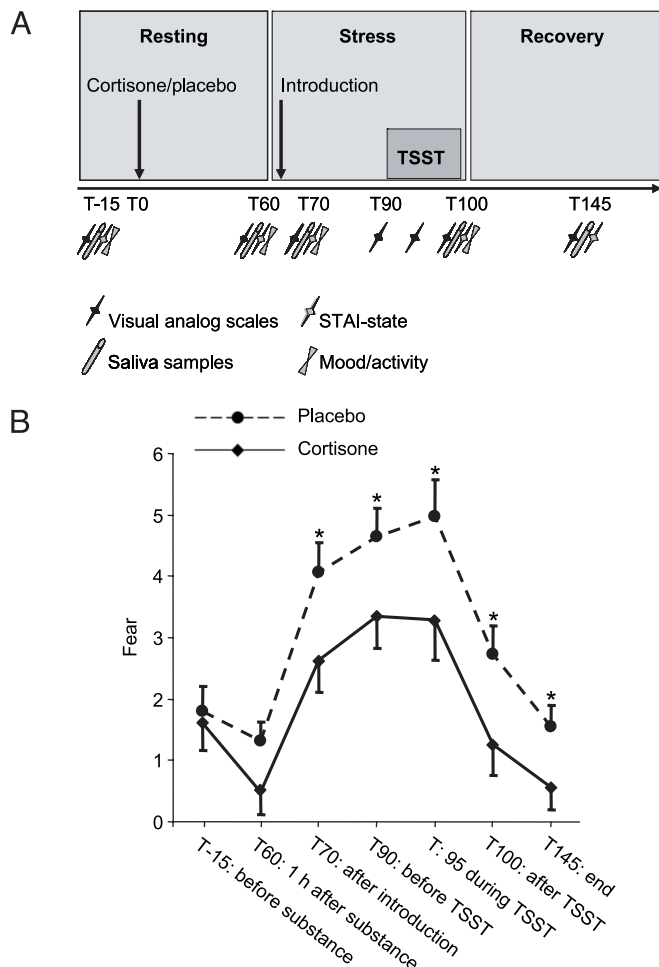 A
Resting
Stress
Recovery
Cortisone/placebo
Introduction
TSST
T-15 T0 T60 T70 T90 T100 T145
Visual analog scales
STAI-state
Saliva samples
Mood/activity
B
Placebo
Cortisone
6
5
4
3
2
1
0
Fear
*
*
*
*
*
T-15: before substance
T60: 1 h after substance
T70: after introduction
T90: before TSST
T: 95 during TSST
T100: after TSST
T145: end